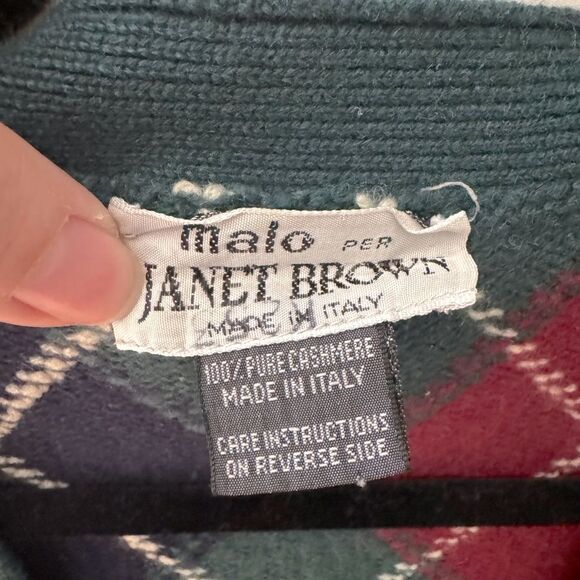 malo PER
JANET BROWN
MADE IN ITALY
100% PURE CASHMERE
MADE IN ITALY
CARE INSTRUCTIONS
ON REVERSE SIDE